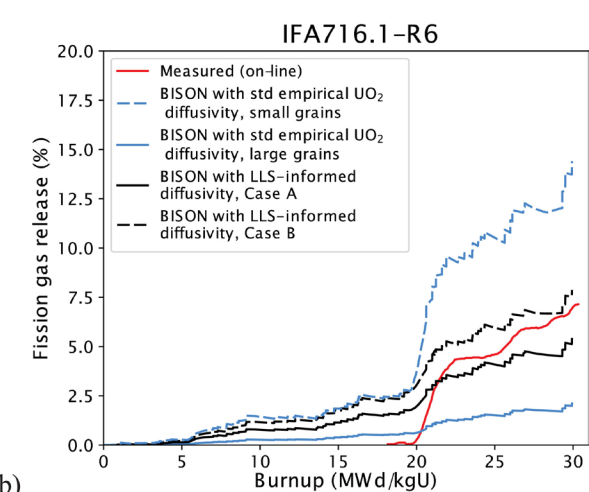 IFA716.1−R6
20.0
17.5
15.0
12.5
10.0
7.5
5.0
2.5
0.0
Fission gas release (%)
Measured (on-line)
BISON with std empirical UO₂
diffusivity, small grains
BISON with std empirical UO₂
diffusivity, large grains
BISON with LLS−informed
diffusivity, Case A
BISON with LLS−informed
diffusivity, Case B
0 5 10 15 20 25 30
Burnup (MWd/kgU)
b)